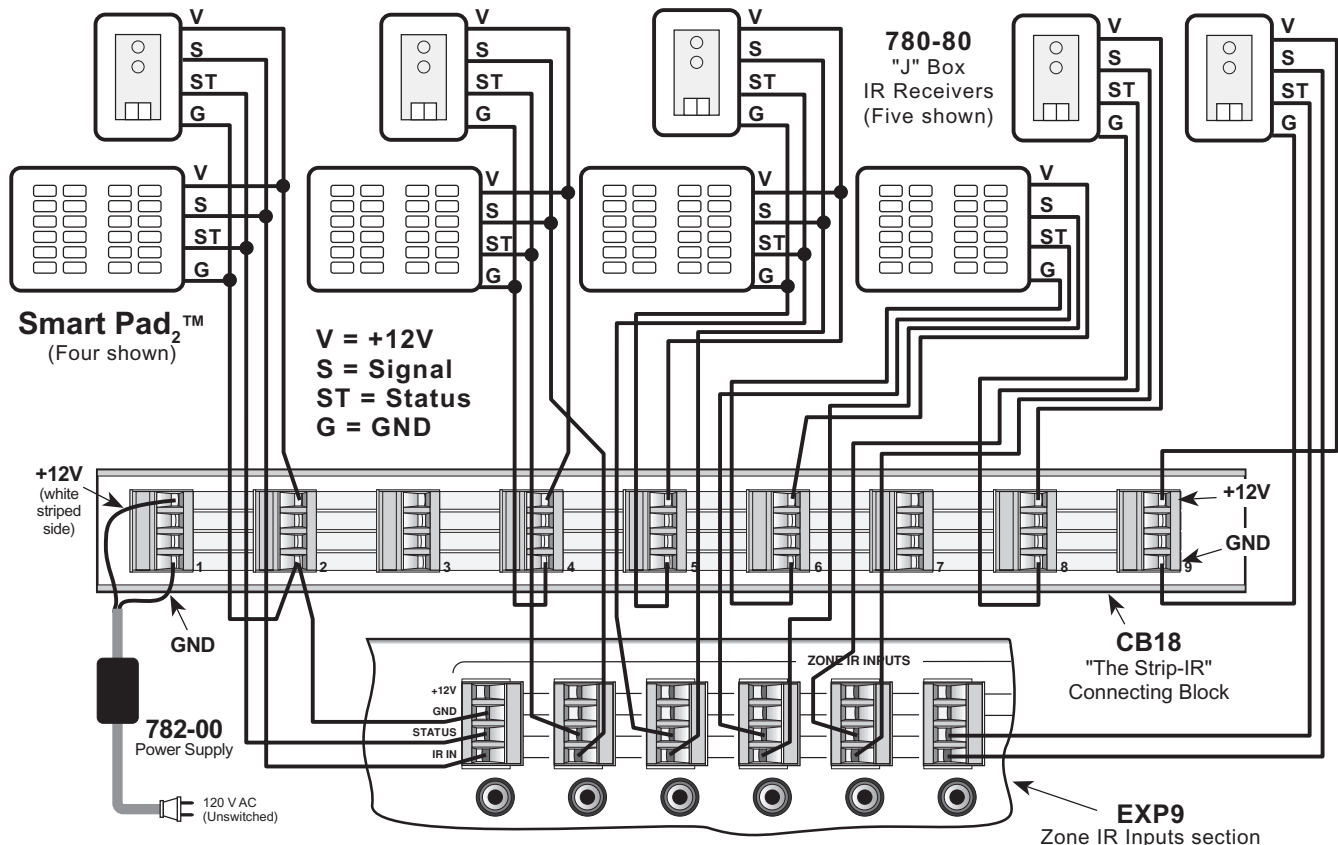 V
S
ST
G
V
S
ST
G
V
S
ST
G
780-80
"J" Box
IR Receivers
(Five shown)
V
S
ST
G
V
S
ST
G
V
S
ST
G
V
S
ST
G
V
S
ST
G
V
S
ST
G
Smart Pad2™
(Four shown)
V = +12V
S = Signal
ST = Status
G = GND
+12V
(white
striped
side)
1
2
3
4
5
6
7
8
9
+12V
GND
GND
CB18
"The Strip-IR"
Connecting Block
782-00
Power Supply
120 V AC
(Unswitched)
ZONE IR INPUTS
+12V
GND
STATUS
IR IN
EXP9
Zone IR Inputs section